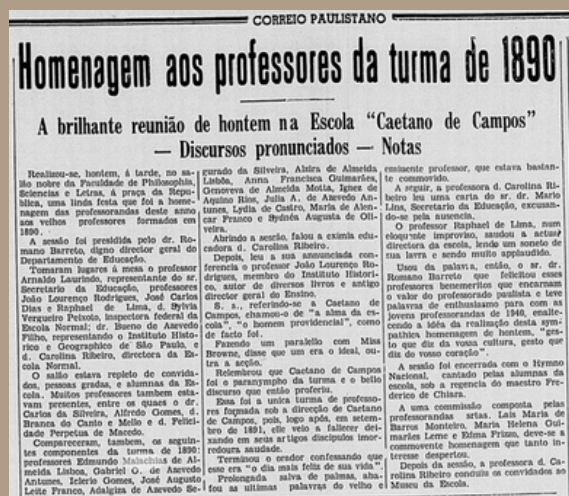 CORREIO PAULISTANO
Homenagem aos professores da turma de 1890
A brilhante reunião de hontem na Escola "Caetano de Campos"
— Discursos pronunciados — Notas
Realizou-se, hontem, á tarde, no sa-
lão nobre da Faculdade de Philosophia,
Sciencias e Letras, á praça da Repu-
blica, uma linda festa que foi a home-
nagem das professorandas deste anno
aos velhos professores formados em
1890.
A sessão foi presidida pelo dr. Ro-
mano Barreto, digno director geral do
Departamento de Educação.
Tomaram lugares á mesa o professor
Arnaldo Laurindo, representante do sr.
Secretario da Educação, professores
João Lourenço Rodrigues, José Carlos
Dias e Raphael de Lima, d. Sylvia
Vergueiro Peixoto, inspectora federal da
Escola Normal; dr. Bueno de Azevedo
Filho, representando o Instituto Histo-
rico e Geographico de São Paulo, e
d. Carolina Ribeiro, directora da Es-
cola Normal.
O salão estava repleto de convida-
dos, pessoas gradas, e alumnas da Es-
cola. Muitos professores tambem esta-
vam presentes, entre os quaes o dr.
Carlos da Silveira, Alfredo Gomes, d.
Branca do Canto e Mello e d. Felici-
dade Perpetua de Macedo.
Compareceram, tambem, os seguin-
tes componentes da turma de 1890:
professores Edmundo Malachias de Al-
meida Lisboa, Gabriel O. de Azevedo
Antunes, Iclerio Gomes, José Augusto
Leite Franco, Adalgiza de Azevedo Se-
gurado da Silveira, Alzira de Almeida
Lisbôa, Anna Francisca Guimarães,
Genoveva de Almeida Motta, Ignez de
Aquino Rios, Julia A. de Azevedo An-
tunes, Lydia de Castro, Maria de Alen-
car Franco e Sydnéa Augusta de Oli-
veira.
Abrindo a sessão, falou a eximia edu-
cadora d. Carolina Ribeiro.
Depois, leu a sua annunciada con-
ferencia o professor João Lourenço Ro-
drigues, membro do Instituto Histori-
co, autor de diversos livros e antigo
director geral do Ensino.
S. s., referindo-se a Caetano de
Campos, chamou-o de "a alma da es-
cola", "o homem providencial", como
de facto foi.
Fazendo um parallelo com Miss
Browne, disse que um era o ideal, ou-
tra a acção.
Relembrou que Caetano de Campos
foi o paranympho da turma e o bello
discurso que então proferiu.
Essa foi a unica turma de professo-
res formada sob a direcção de Caetano
de Campos, pois, logo após, em setem-
bro de 1891, elle veio a fallecer dei-
xando em seus antigos discipulos imor-
redoura saudade.
Terminou o orador confessando que
esse era "o dia mais feliz de sua vida".
Prolongada salva de palmas, aba-
fou as ultimas palavras do velho e
eminente professor, que estava bastan-
te commovido.
A seguir, a professora d. Carolina Ri-
beiro leu uma carta do sr. dr. Mario
Lins, Secretario da Educação, excusan-
do-se pela ausencia.
O professor Raphael de Lima, num
eloquente improviso, saudou a actual
directora da escola, lendo um soneto de
sua lavra e sendo muito applaudido.
Usou da palavra, então, o sr. dr.
Romano Barreto que felicitou esses
professores benemeritos que encarnam
o valor do professorado paulista e teve
palavras de enthusiasmo para com as
jovens professorandas de 1940, enalte-
cendo a idéa da realização desta sym-
pathica homenagem de hontem, "ges-
to que diz da vossa cultura, gesto que
diz do vosso coração".
A sessão foi encerrada com o Hymno
Nacional, cantado pelas alumnas da
escola, sob a regencia do maestro Fre-
derico de Chiara.
A uma commissão composta pelas
professorandas srtas. Lais Maria de
Barros Monteiro, Maria Helena Gui-
marães Leme e Edma Frizzo, deve-se a
commovente homenagem que tanto in-
teresse despertou.
Depois da sessão, a professora d. Ca-
rolina Ribeiro conduziu os convidados ao
Museu da Escola.